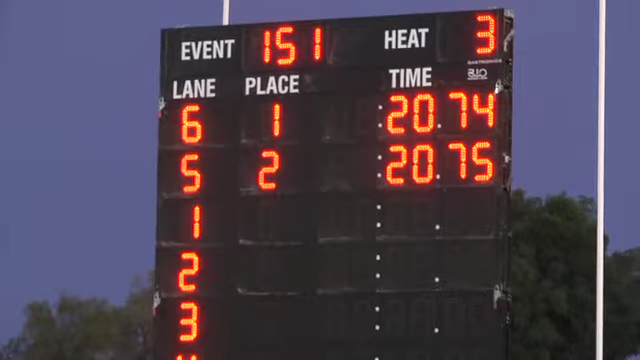 EVENT 151 HEAT 3
DAKTRONICS
LANE PLACE TIME
6 1 :20.74
5 2 :20.75
1 : .
2 : .
3 : .